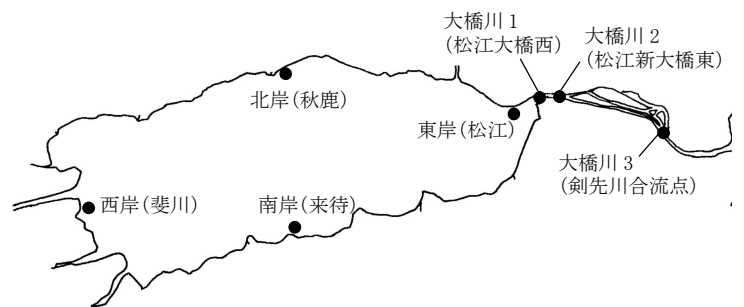 大橋川 1
(松江大橋西)
大橋川 2
(松江新大橋東)
北岸(秋鹿)
東岸(松江)
大橋川 3
(剣先川合流点)
西岸(斐川)
南岸(来待)